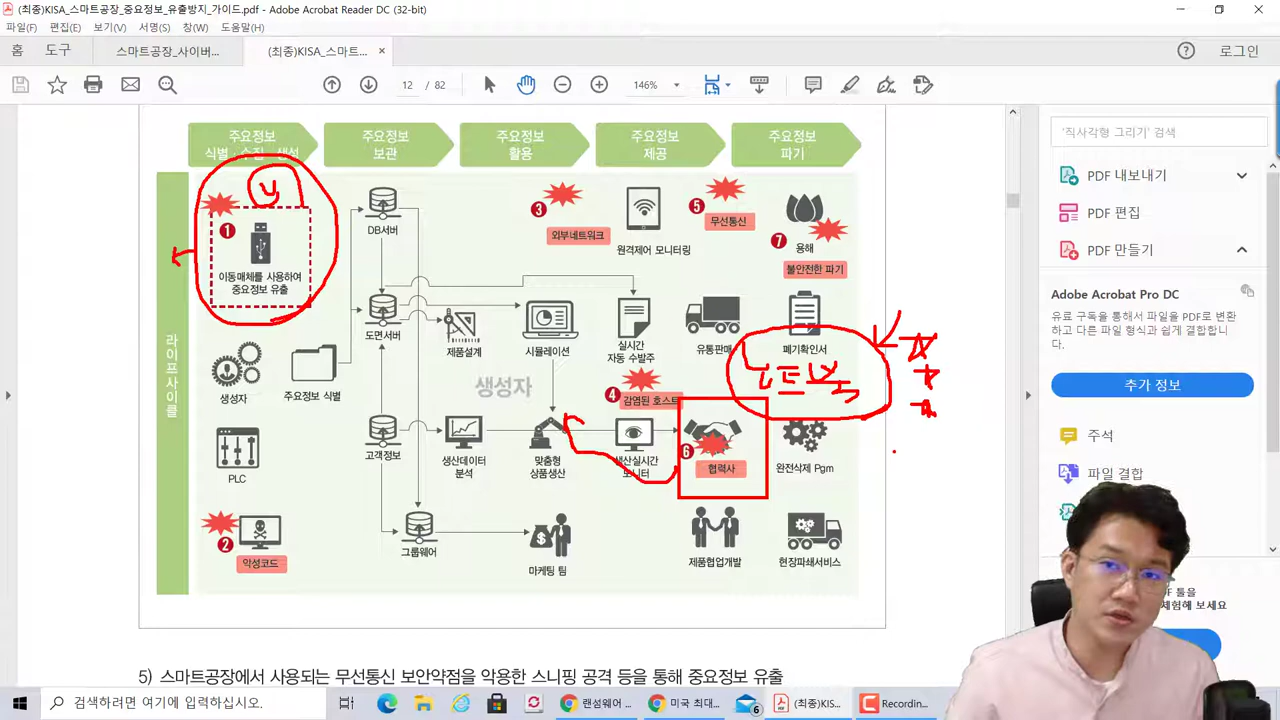 (최종)KISA_스마트공장_중요정보_유출방지_가이드.pdf - Adobe Acrobat Reader DC (32-bit)
파일(F) 편집(E) 보기(V) 서명(S) 창(W) 도움말(H)
홈 도구 스마트공장_사이버... (최종)KISA_스마트... × 로그인
12 / 82 146%
주요정보
식별·수집·생성
주요정보
보관
주요정보
활용
주요정보
제공
주요정보
파기
라이프사이클
1
이동매체를 사용하여
중요정보 유출
DB서버
3
외부네트워크
원격제어 모니터링
5
무선통신
7
용해
불안전한 파기
생성자
주요정보 식별
도면서버
제품설계
시뮬레이션
실시간
자동 수발주
유통판매
폐기확인서
생성자
4
감염된 호스트
PLC
고객정보
생산데이터
분석
맞춤형
상품생산
생산실시간
모니터
6
협력사
완전삭제 Pgm
2
악성코드
그룹웨어
마케팅 팀
제품협업개발
현장파쇄서비스
5) 스마트공장에서 사용되는 무선통신 보안약점을 악용한 스니핑 공격 등을 통해 중요정보 유출
'직사각형 그리기' 검색
PDF 내보내기
PDF 편집
PDF 만들기
Adobe Acrobat Pro DC
유료 구독을 통해서 파일을 PDF로 변환
하고 다른 파일 형식과 쉽게 결합합니
다.
추가 정보
주석
파일 결합
검색하려면 여기에 입력하십시오.
랜섬웨어 ...
미국 최대...
6
(최종)KIS...
Recordin...